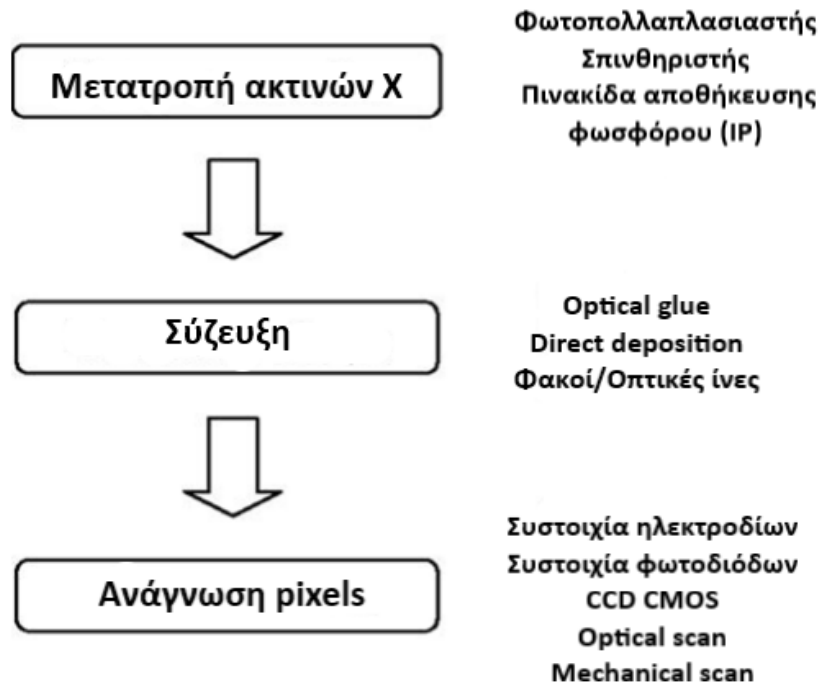 Φωτοπολλαπλασιαστής
Σπινθηριστής
Πινακίδα αποθήκευσης
φωσφόρου (IP)
Μετατροπή ακτινών Χ
Σύζευξη
Optical glue
Direct deposition
Φακοί/Οπτικές ίνες
Ανάγνωση pixels
Συστοιχία ηλεκτροδίων
Συστοιχία φωτοδιόδων
CCD CMOS
Optical scan
Mechanical scan